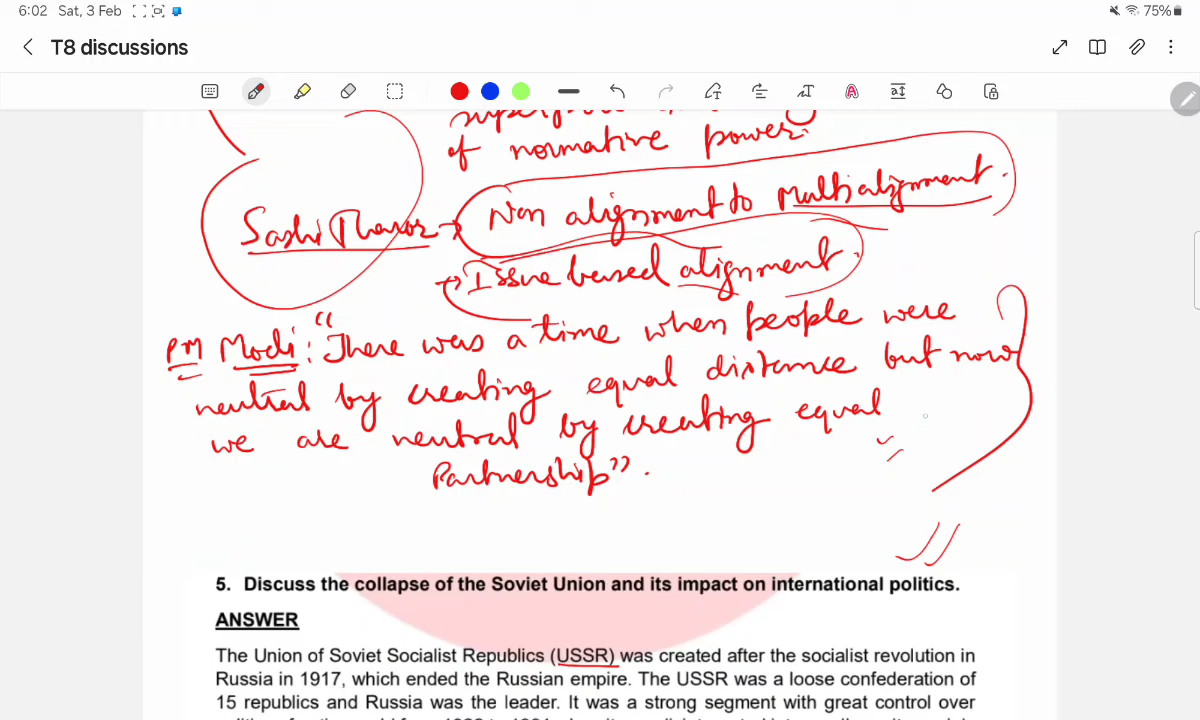 6:02 Sat, 3 Feb
75%
T8 discussions
of normative power.
Sashi Tharor → Non alignment to Multialignment.
→ Issue based alignment.
PM Modi: "There was a time when people were
neutral by creating equal distance but now
we are neutral by creating equal
Partnership".
5. Discuss the collapse of the Soviet Union and its impact on international politics.
ANSWER
The Union of Soviet Socialist Republics (USSR) was created after the socialist revolution in
Russia in 1917, which ended the Russian empire. The USSR was a loose confederation of
15 republics and Russia was the leader. It was a strong segment with great control over